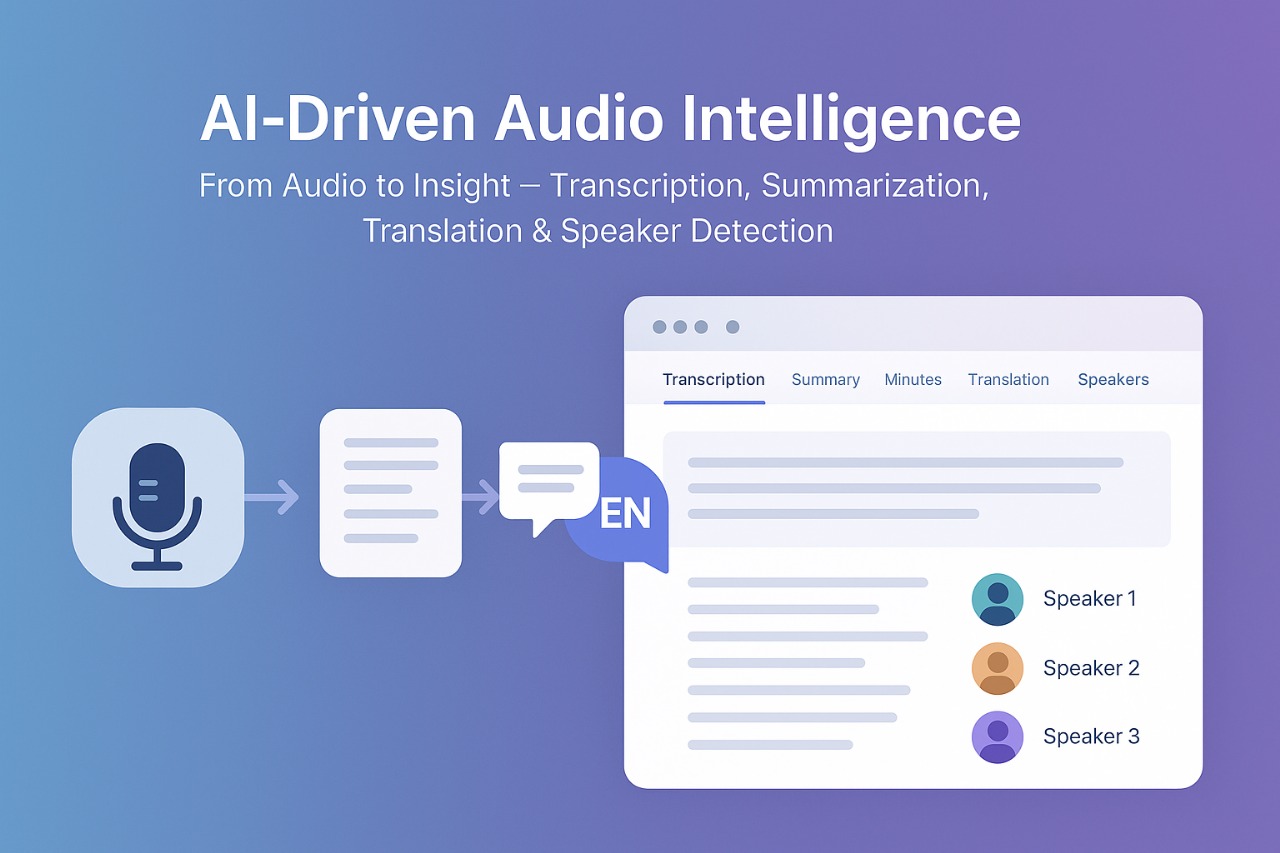 AI-Driven Audio Intelligence
From Audio to Insight – Transcription, Summarization,
Translation & Speaker Detection
Transcription Summary Minutes Translation Speakers
EN
Speaker 1
Speaker 2
Speaker 3